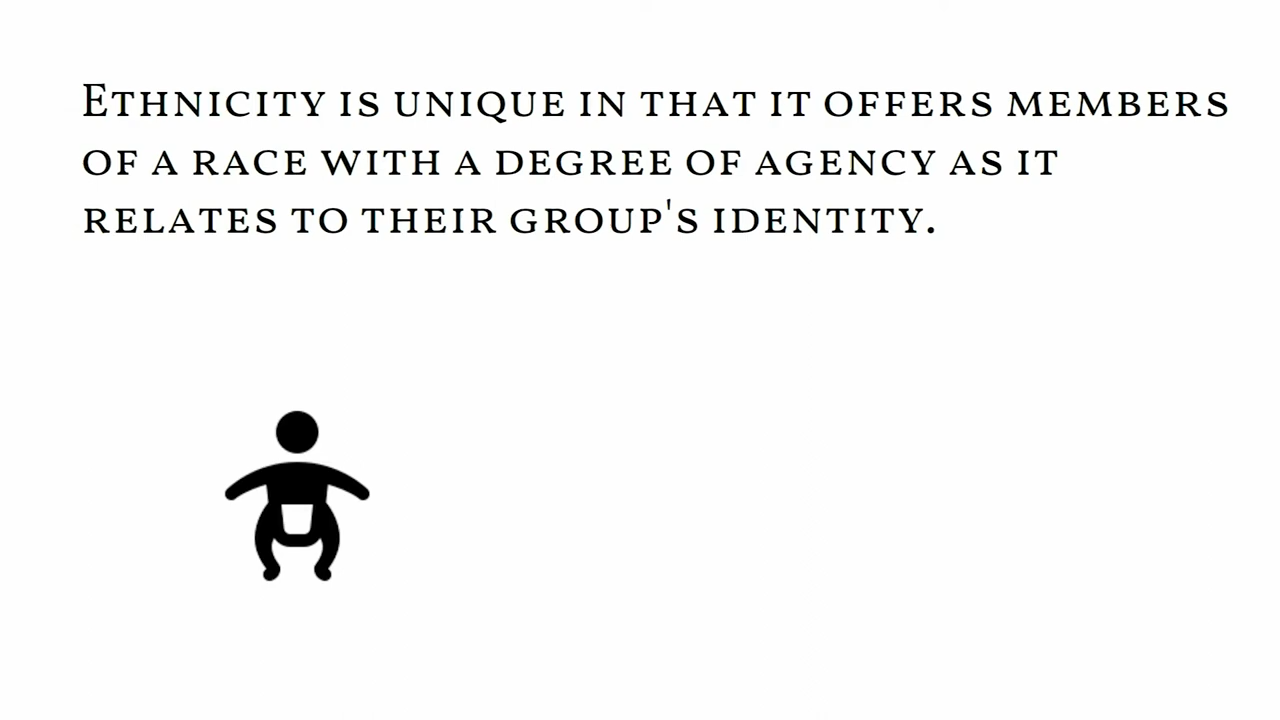 Ethnicity is unique in that it offers members
of a race with a degree of agency as it
relates to their group's identity.